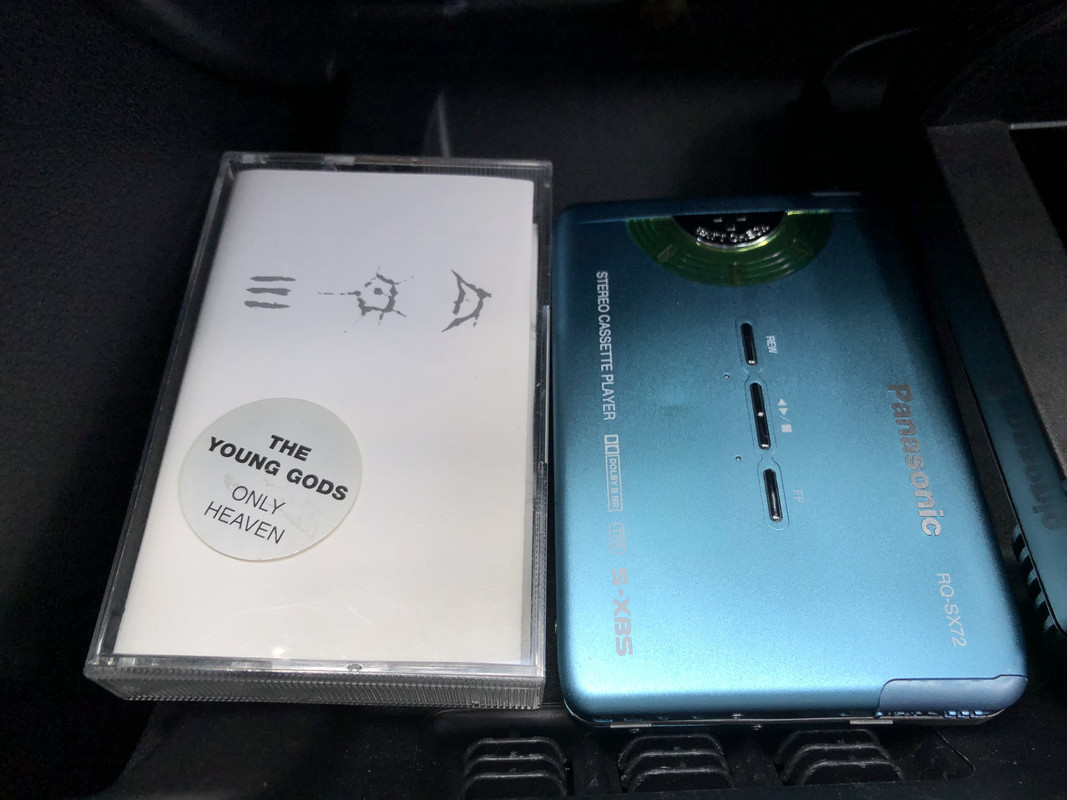 THE
YOUNG GODS
ONLY
HEAVEN
Panasonic
RQ-SX72
REW
FF
STEREO CASSETTE PLAYER
DOLBY B NR
S-XBS